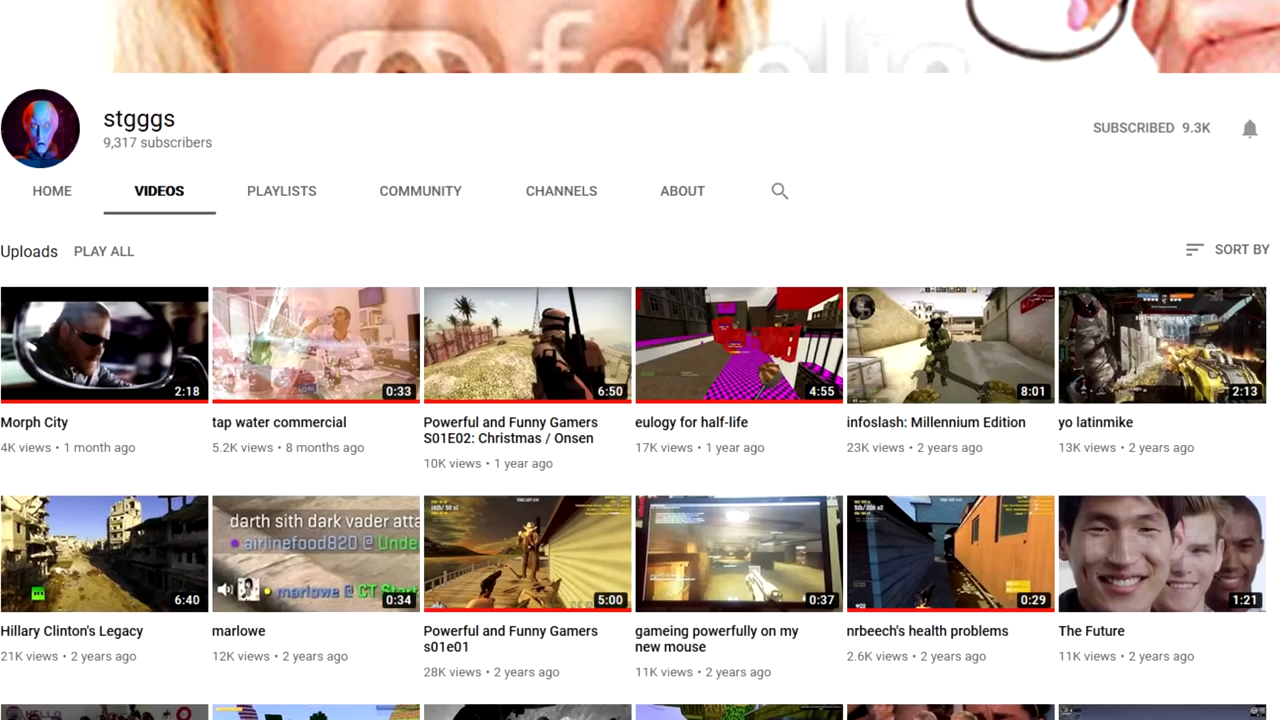 fotolia
stgggs
9,317 subscribers
SUBSCRIBED 9.3K
HOME VIDEOS PLAYLISTS COMMUNITY CHANNELS ABOUT
Uploads PLAY ALL
SORT BY
2:18 0:33 6:50 4:55 8:01 2:13
Morph City
4K views • 1 month ago
tap water commercial
5.2K views • 8 months ago
Powerful and Funny Gamers
S01E02: Christmas / Onsen
10K views • 1 year ago
eulogy for half-life
17K views • 1 year ago
infoslash: Millennium Edition
23K views • 2 years ago
yo latinmike
13K views • 2 years ago
darth sith dark vader atta
airlinefood820 @ Unde
marlowe @ CT Start
6:40 0:34 5:00 0:37 0:29 1:21
Hillary Clinton's Legacy
21K views • 2 years ago
marlowe
12K views • 2 years ago
Powerful and Funny Gamers
s01e01
28K views • 2 years ago
gameing powerfully on my
new mouse
11K views • 2 years ago
nrbeech's health problems
2.6K views • 2 years ago
The Future
11K views • 2 years ago